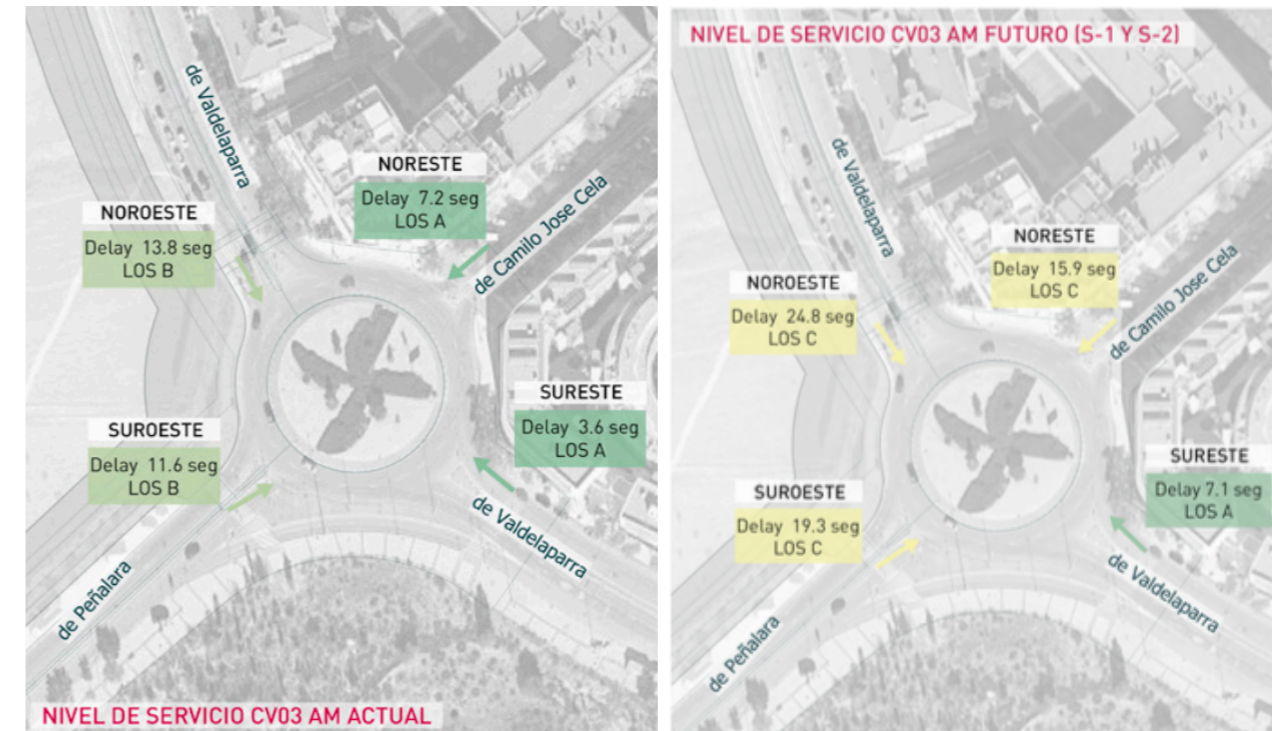 de Valdelaparra
NORESTE
Delay 7.2 seg
LOS A
de Camilo Jose Cela
NOROESTE
Delay 13.8 seg
LOS B
SURESTE
Delay 3.6 seg
LOS A
SUROESTE
Delay 11.6 seg
LOS B
de Valdelaparra
de Peñalara
NIVEL DE SERVICIO CV03 AM ACTUAL
NIVEL DE SERVICIO CV03 AM FUTURO (S-1 Y S-2)
de Valdelaparra
NORESTE
Delay 15.9 seg
LOS C
de Camilo Jose Cela
NOROESTE
Delay 24.8 seg
LOS C
SURESTE
Delay 7.1 seg
LOS A
SUROESTE
Delay 19.3 seg
LOS C
de Valdelaparra
de Peñalara